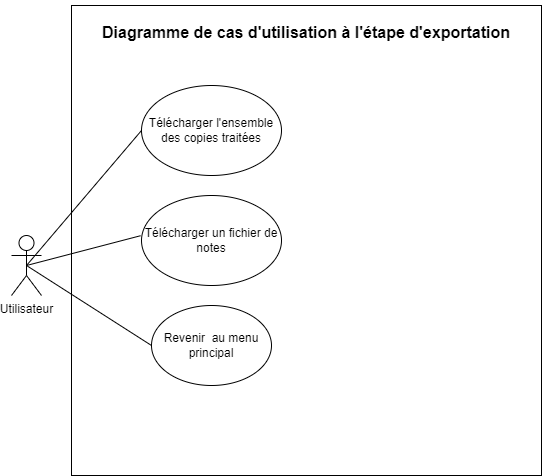 Diagramme de cas d'utilisation à l'étape d'exportation
Télécharger l'ensemble
des copies traitées
Télécharger un fichier de
notes
Utilisateur
Revenir  au menu
principal